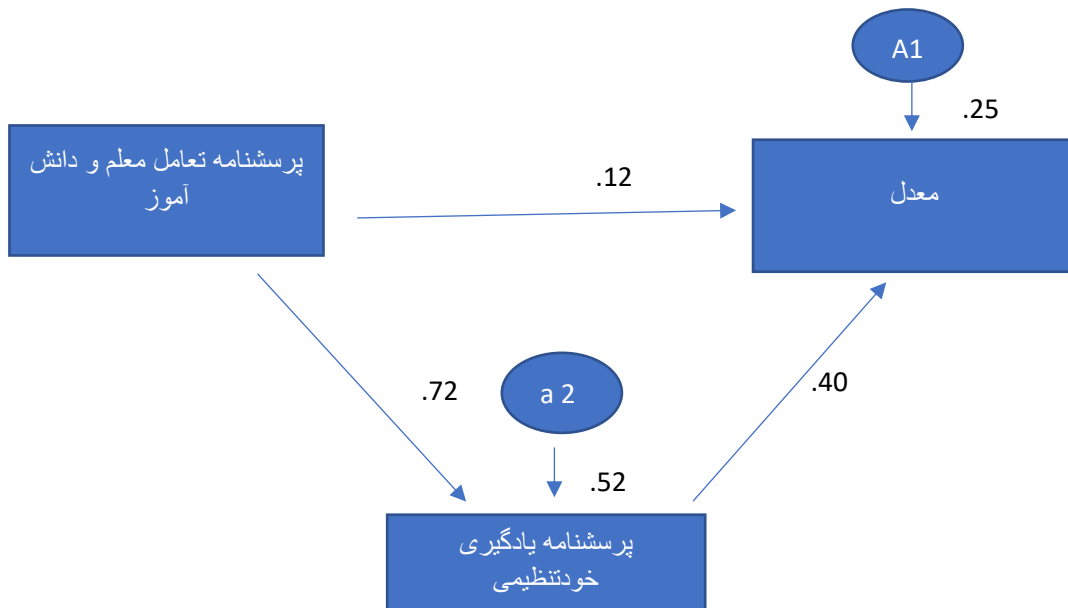 A1
.25
پرسشنامه تعامل معلم و دانش
آموز
.12
معدل
.72
a 2
.40
.52
پرسشنامه یادگیری
خودتنظیمی